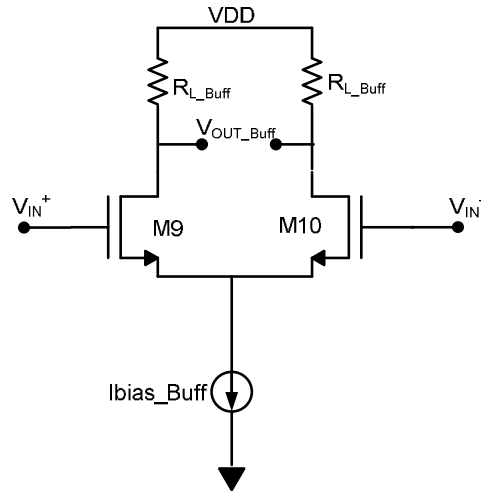 VDD
R_L_Buff
R_L_Buff
V_OUT_Buff
V_IN^+
M9
M10
V_IN^-
Ibias_Buff